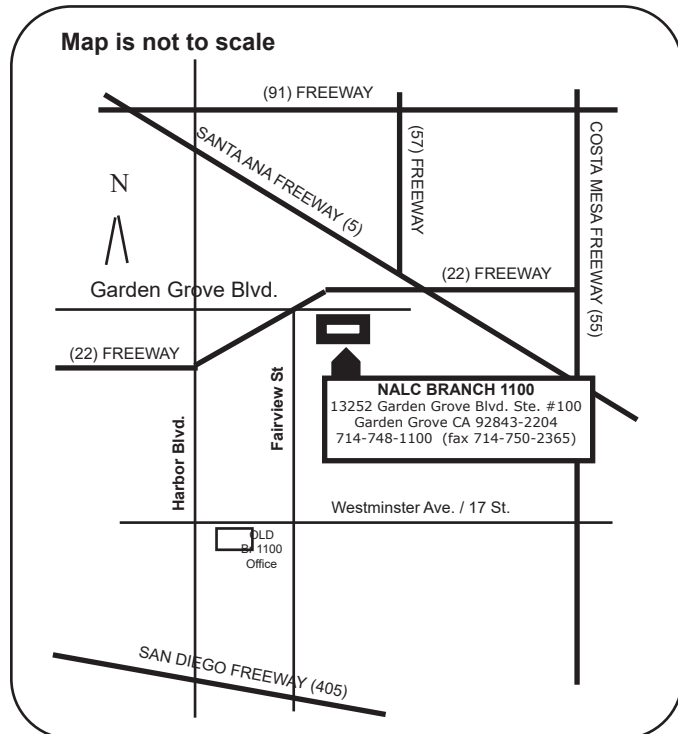 Map is not to scale
(91) FREEWAY
SANTA ANA FREEWAY (5)
(57) FREEWAY
COSTA MESA FREEWAY (55)
N
(22) FREEWAY
Garden Grove Blvd.
(22) FREEWAY
Fairview St
Harbor Blvd.
NALC BRANCH 1100
13252 Garden Grove Blvd. Ste. #100
Garden Grove CA 92843-2204
714-748-1100 (fax 714-750-2365)
Westminster Ave. / 17 St.
OLD
Br 1100
Office
SAN DIEGO FREEWAY (405)